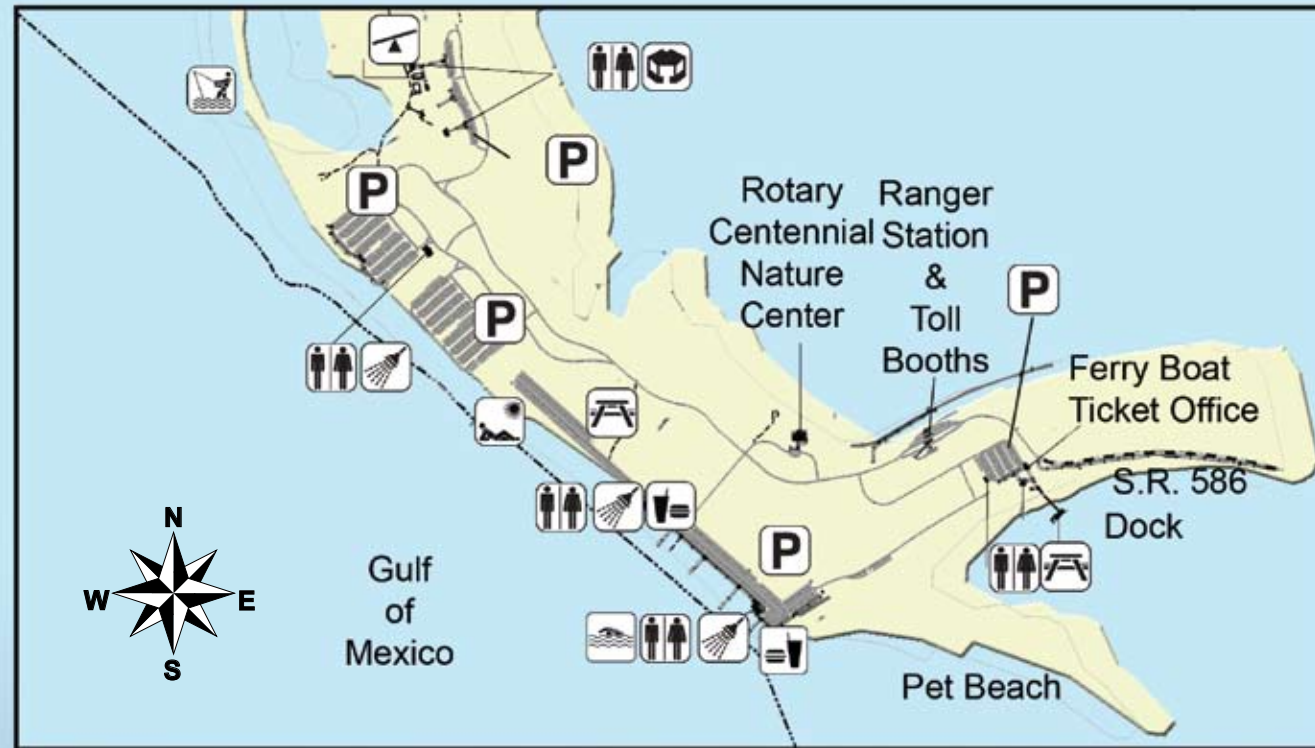 P
P
P
Rotary
Centennial
Nature
Center
Ranger
Station
&
Toll
Booths
P
Ferry Boat
Ticket Office
S.R. 586
Dock
P
N
W E
S
Gulf
of
Mexico
Pet Beach